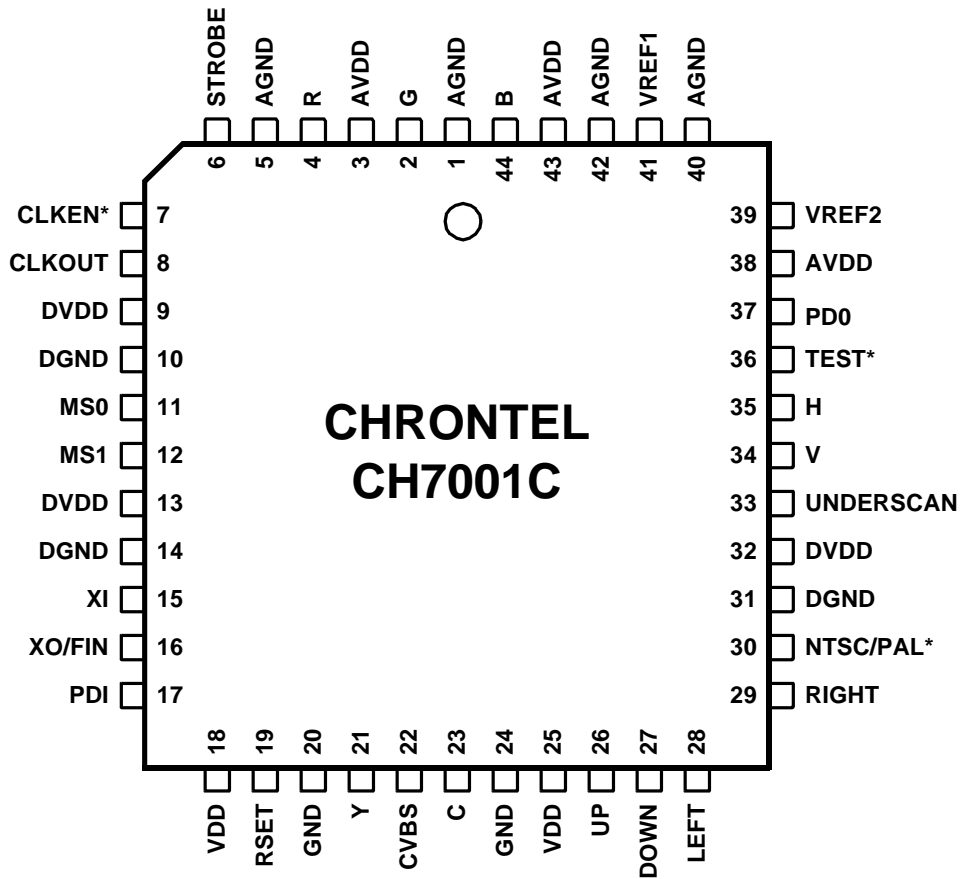 STROBE
AGND
R
AVDD
G
AGND
B
AVDD
AGND
VREF1
AGND
6
5
4
3
2
1
44
43
42
41
40
CLKEN* 7
CLKOUT 8
DVDD 9
DGND 10
MS0 11
MS1 12
DVDD 13
DGND 14
XI 15
XO/FIN 16
PDI 17
CHRONTEL
CH7001C
39 VREF2
38 AVDD
37 PD0
36 TEST*
35 H
34 V
33 UNDERSCAN
32 DVDD
31 DGND
30 NTSC/PAL*
29 RIGHT
18
19
20
21
22
23
24
25
26
27
28
VDD
RSET
GND
Y
CVBS
C
GND
VDD
UP
DOWN
LEFT